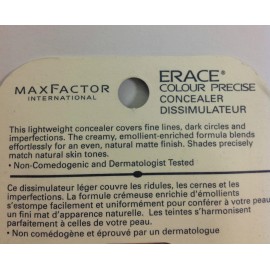 MAXFACTOR
INTERNATIONAL
ERACE®
COLOUR PRECISE
CONCEALER
DISSIMULATEUR
This lightweight concealer covers fine lines, dark circles and
imperfections. The creamy, emollient-enriched formula blends
effortlessly for an even, natural matte finish. Shades precisely
match natural skin tones.
• Non-Comedogenic and Dermatologist Tested
Ce dissimulateur léger couvre les ridules, les cernes et les
imperfections. La formule crémeuse enrichie d'émollients
s'estompe facilement et uniformément pour conférer à votre peau
un fini mat d'apparence naturelle. Les teintes s'harmonisent
parfaitement à celles de votre peau.
• Non comédogène et éprouvé par un dermatologue